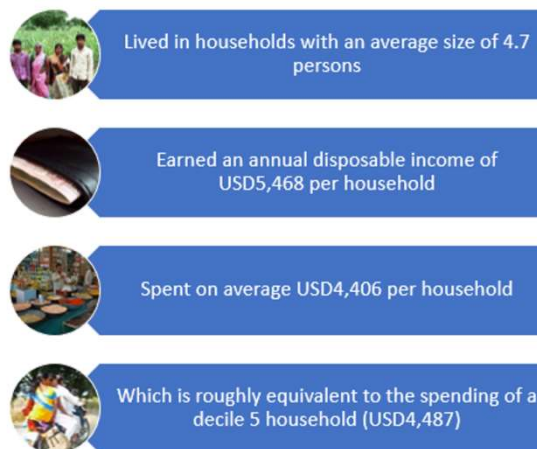 Lived in households with an average size of 4.7
persons
Earned an annual disposable income of
USD5,468 per household
Spent on average USD4,406 per household
Which is roughly equivalent to the spending of a
decile 5 household (USD4,487)